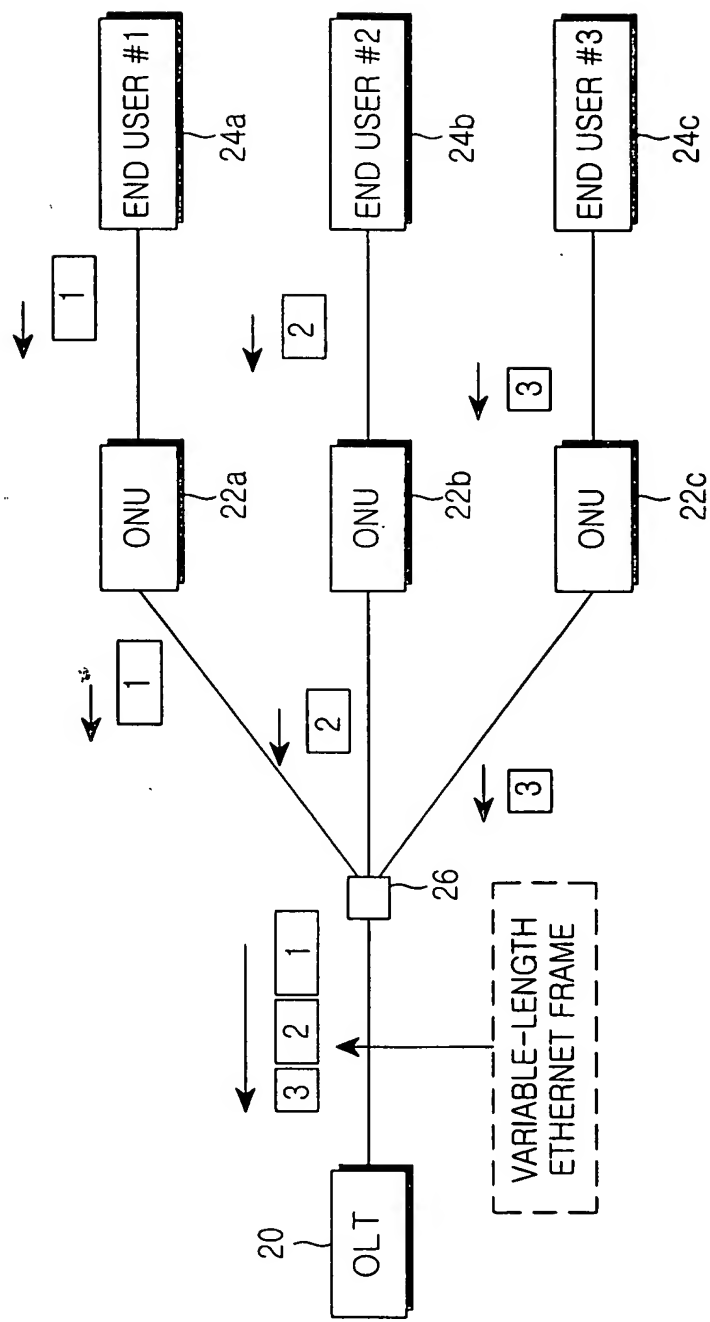 END USER #1
24a
1
ONU
22a
1
END USER #2
24b
2
ONU
22b
2
END USER #3
24c
3
ONU
22c
3
26
1
2
3
VARIABLE-LENGTH
ETHERNET FRAME
20
OLT